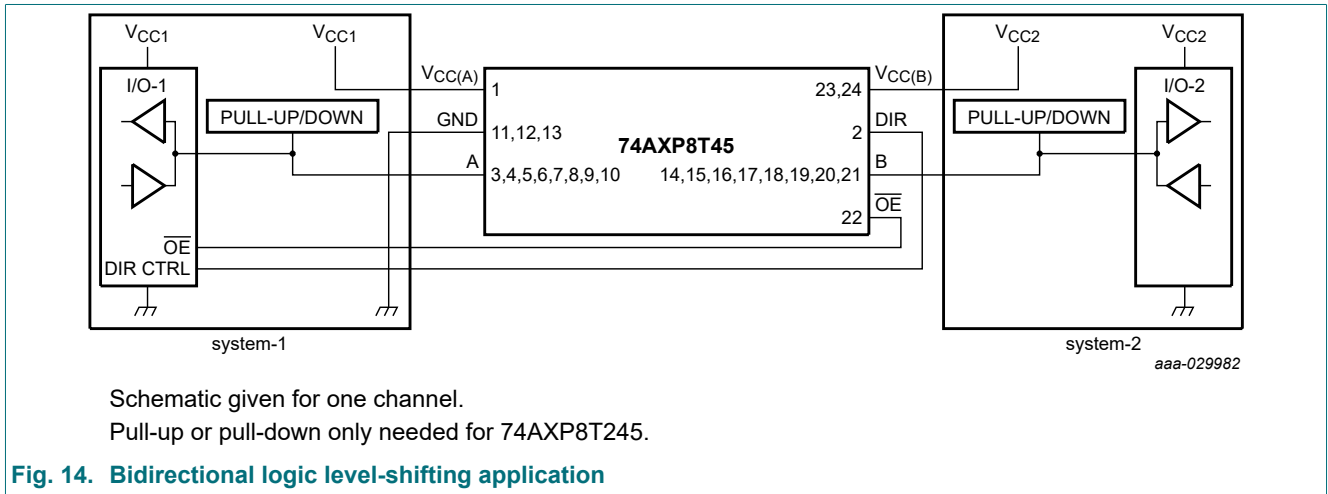 VCC1 VCC1 VCC2 VCC2
I/O-1 VCC(A) 1 23,24 VCC(B) I/O-2
PULL-UP/DOWN GND 11,12,13 74AXP8T45 2 DIR PULL-UP/DOWN
A 3,4,5,6,7,8,9,10 14,15,16,17,18,19,20,21 B
OE 22 OE
DIR CTRL
system-1 system-2
aaa-029982
Schematic given for one channel.
Pull-up or pull-down only needed for 74AXP8T245.
Fig. 14. Bidirectional logic level-shifting application